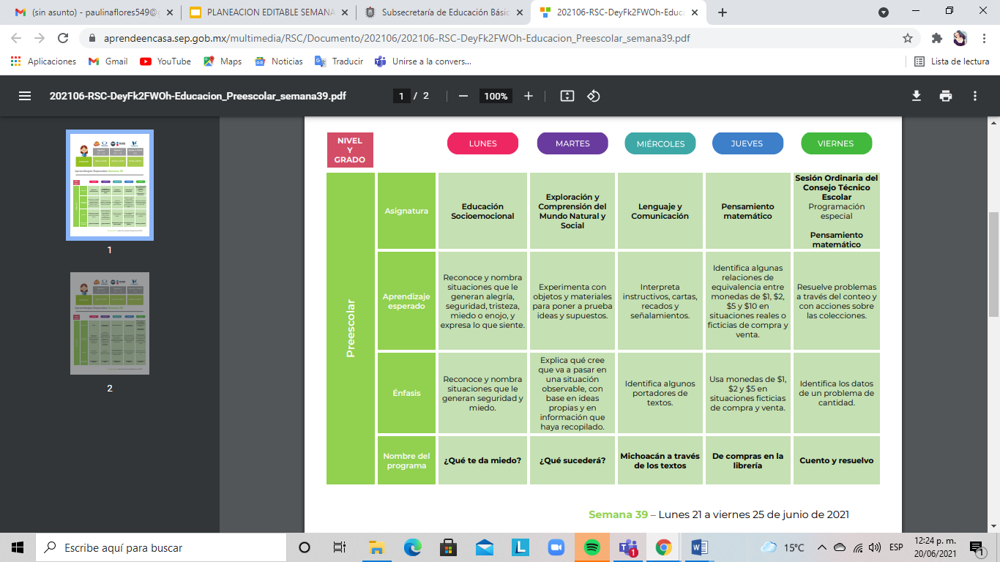 (sin asunto) - paulinaflores549@g
PLANEACION EDITABLE SEMANA
Subsecretaría de Educación Básic
202106-RSC-DeyFk2FWOh-Educa
aprendeencasa.sep.gob.mx/multimedia/RSC/Documento/202106/202106-RSC-DeyFk2FWOh-Educacion_Preescolar_semana39.pdf
Aplicaciones
Gmail
YouTube
Maps
Noticias
Traducir
Unirse a la convers...
Lista de lectura
202106-RSC-DeyFk2FWOh-Educacion_Preescolar_semana39.pdf
1 / 2
100%
1
2
NIVEL
Y
GRADO
LUNES
MARTES
MIÉRCOLES
JUEVES
VIERNES
Preescolar
Asignatura
Educación
Socioemocional
Exploración y
Comprensión del
Mundo Natural y
Social
Lenguaje y
Comunicación
Pensamiento
matemático
Sesión Ordinaria del
Consejo Técnico
Escolar
Programación
especial
Pensamiento
matemático
Aprendizaje
esperado
Reconoce y nombra
situaciones que le
generan alegría,
seguridad, tristeza,
miedo o enojo, y
expresa lo que siente.
Experimenta con
objetos y materiales
para poner a prueba
ideas y supuestos.
Interpreta
instructivos, cartas,
recados y
señalamientos.
Identifica algunas
relaciones de
equivalencia entre
monedas de $1, $2,
$5 y $10 en
situaciones reales o
ficticias de compra y
venta.
Resuelve problemas
a través del conteo y
con acciones sobre
las colecciones.
Énfasis
Reconoce y nombra
situaciones que le
generan seguridad y
miedo.
Explica qué cree
que va a pasar en
una situación
observable, con
base en ideas
propias y en
información que
haya recopilado.
Identifica algunos
portadores de
textos.
Usa monedas de $1,
$2 y $5 en
situaciones ficticias
de compra y venta.
Identifica los datos
de un problema de
cantidad.
Nombre del
programa
¿Qué te da miedo?
¿Qué sucederá?
Michoacán a través
de los textos
De compras en la
librería
Cuento y resuelvo
Semana 39 – Lunes 21 a viernes 25 de junio de 2021
Escribe aquí para buscar
15°C
ESP
12:24 p. m.
20/06/2021